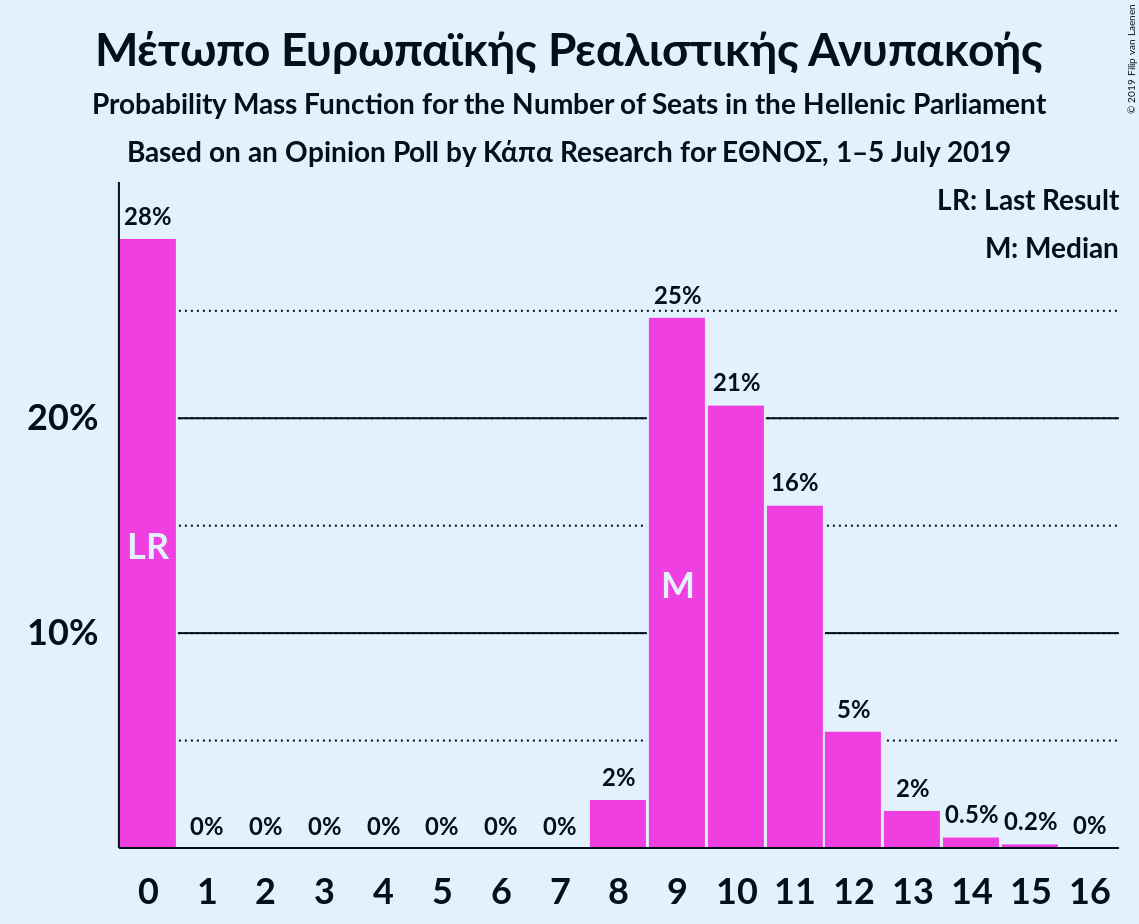 Μέτωπο Ευρωπαϊκής Ρεαλιστικής Ανυπακοής
Probability Mass Function for the Number of Seats in the Hellenic Parliament
Based on an Opinion Poll by Κάπα Research for ΕΘΝΟΣ, 1–5 July 2019
© 2019 Filip van Laenen
LR: Last Result
M: Median
28%
25%
21%
20%
16%
LR
M
10%
5%
2%
2%
0% 0% 0% 0% 0% 0% 0%
0.5% 0.2% 0%
0 1 2 3 4 5 6 7 8 9 10 11 12 13 14 15 16